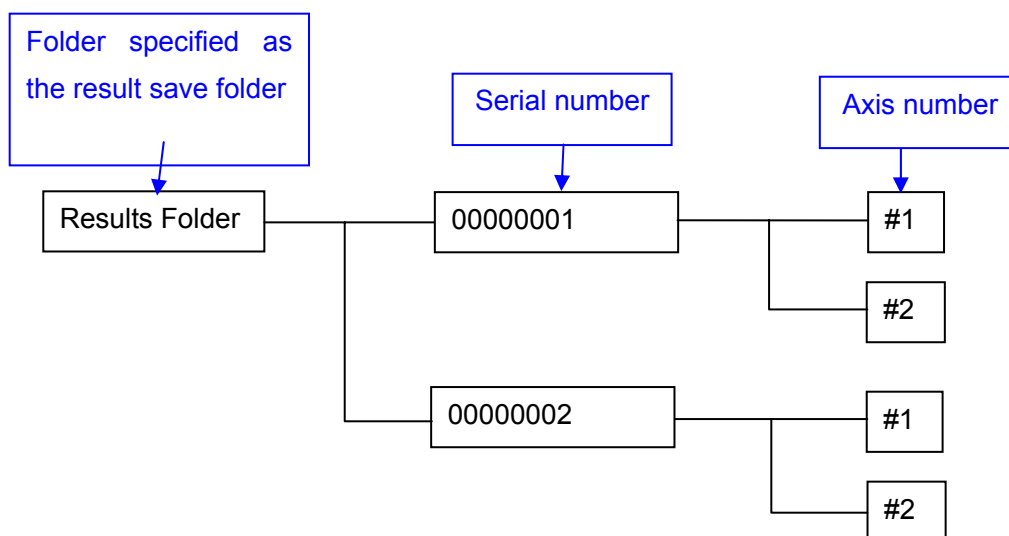 Folder specified as
the result save folder
Serial number
Axis number
Results Folder
00000001
#1
#2
00000002
#1
#2